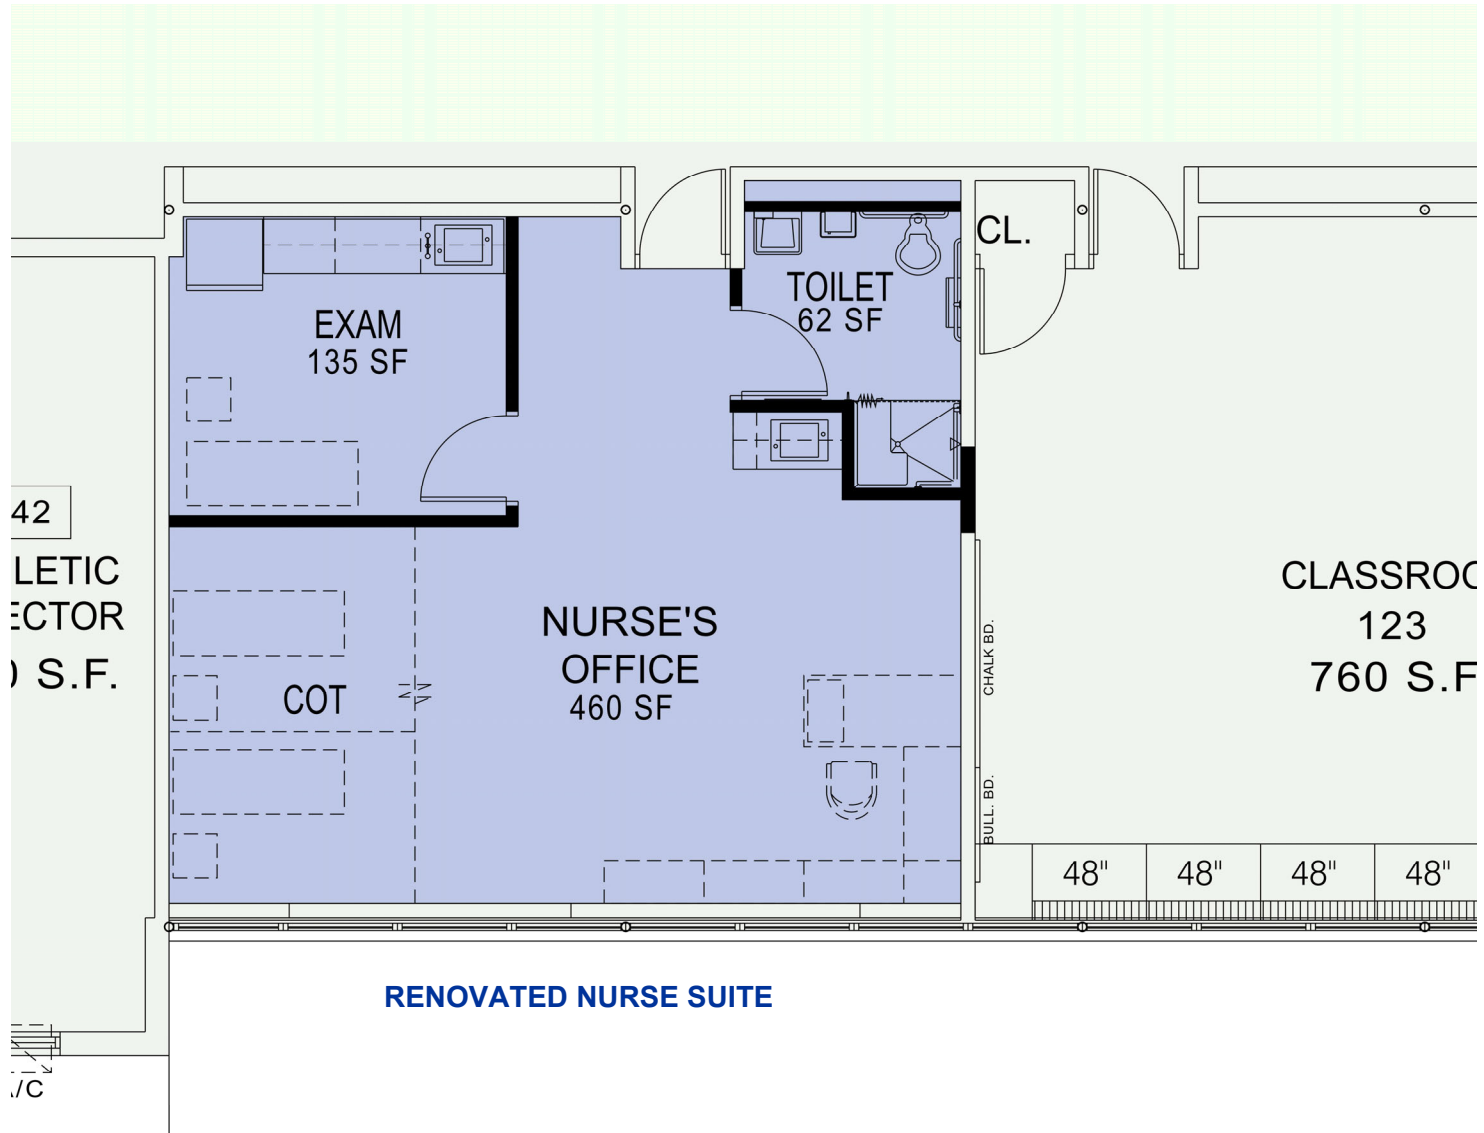 CL.
TOILET
62 SF
EXAM
135 SF
42
LETIC
ECTOR
S.F.
NURSE'S
OFFICE
460 SF
COT
CHALK BD.
BULL. BD.
CLASSROO
123
760 S.F
48" 48" 48" 48"
RENOVATED NURSE SUITE
/C